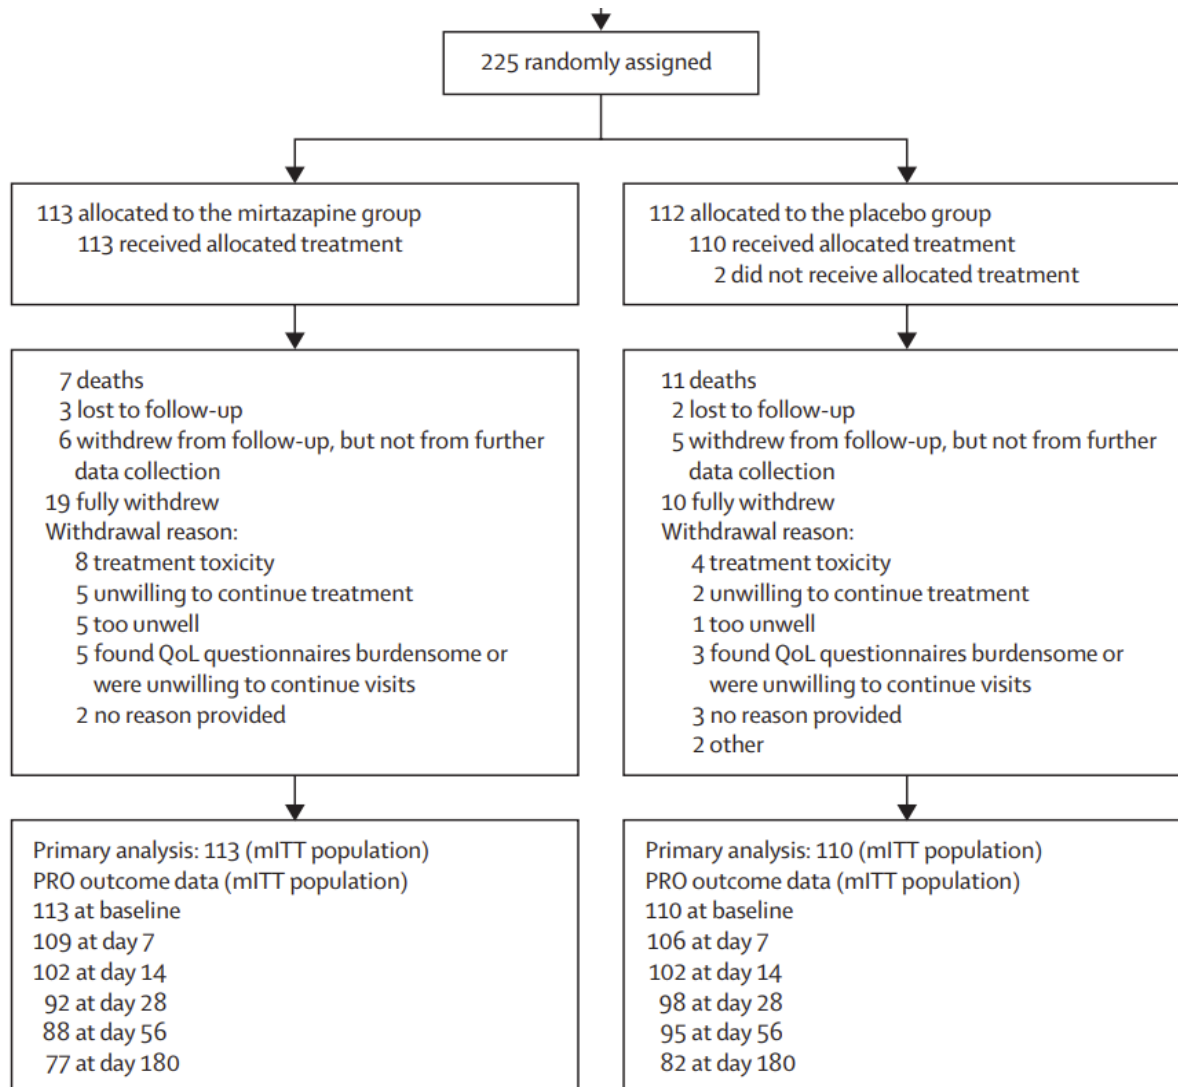 225 randomly assigned
113 allocated to the mirtazapine group
113 received allocated treatment
112 allocated to the placebo group
110 received allocated treatment
2 did not receive allocated treatment
7 deaths
3 lost to follow-up
6 withdrew from follow-up, but not from further
data collection
19 fully withdrew
Withdrawal reason:
8 treatment toxicity
5 unwilling to continue treatment
5 too unwell
5 found QoL questionnaires burdensome or
were unwilling to continue visits
2 no reason provided
11 deaths
2 lost to follow-up
5 withdrew from follow-up, but not from further
data collection
10 fully withdrew
Withdrawal reason:
4 treatment toxicity
2 unwilling to continue treatment
1 too unwell
3 found QoL questionnaires burdensome or
were unwilling to continue visits
3 no reason provided
2 other
Primary analysis: 113 (mITT population)
PRO outcome data (mITT population)
113 at baseline
109 at day 7
102 at day 14
92 at day 28
88 at day 56
77 at day 180
Primary analysis: 110 (mITT population)
PRO outcome data (mITT population)
110 at baseline
106 at day 7
102 at day 14
98 at day 28
95 at day 56
82 at day 180